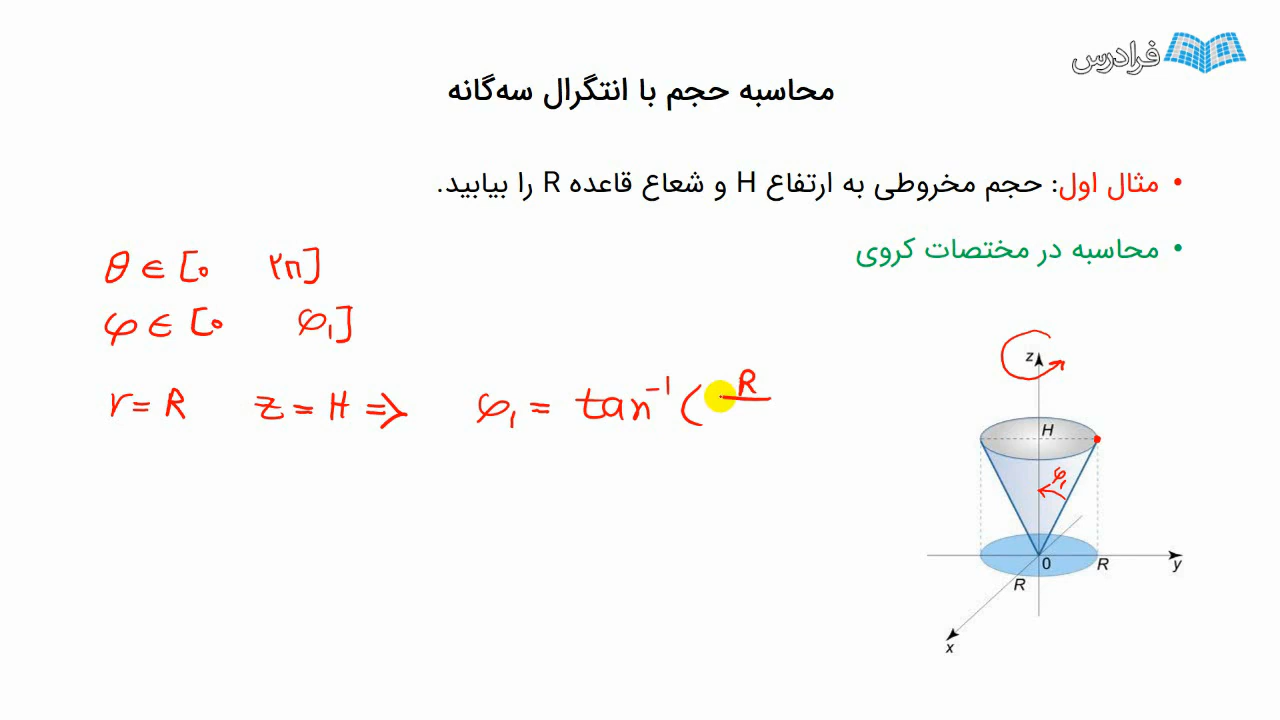 فرادرس
محاسبه حجم با انتگرال سه‌گانه
• مثال اول: حجم مخروطی به ارتفاع H و شعاع قاعده R را بیابید.
• محاسبه در مختصات کروی
θ ∈ [۰ ۲π]
φ ∈ [۰ φ₁]
r = R z = H ⇒ φ₁ = tan⁻¹ ( R
z
H
φ₁
0
R
y
R
x